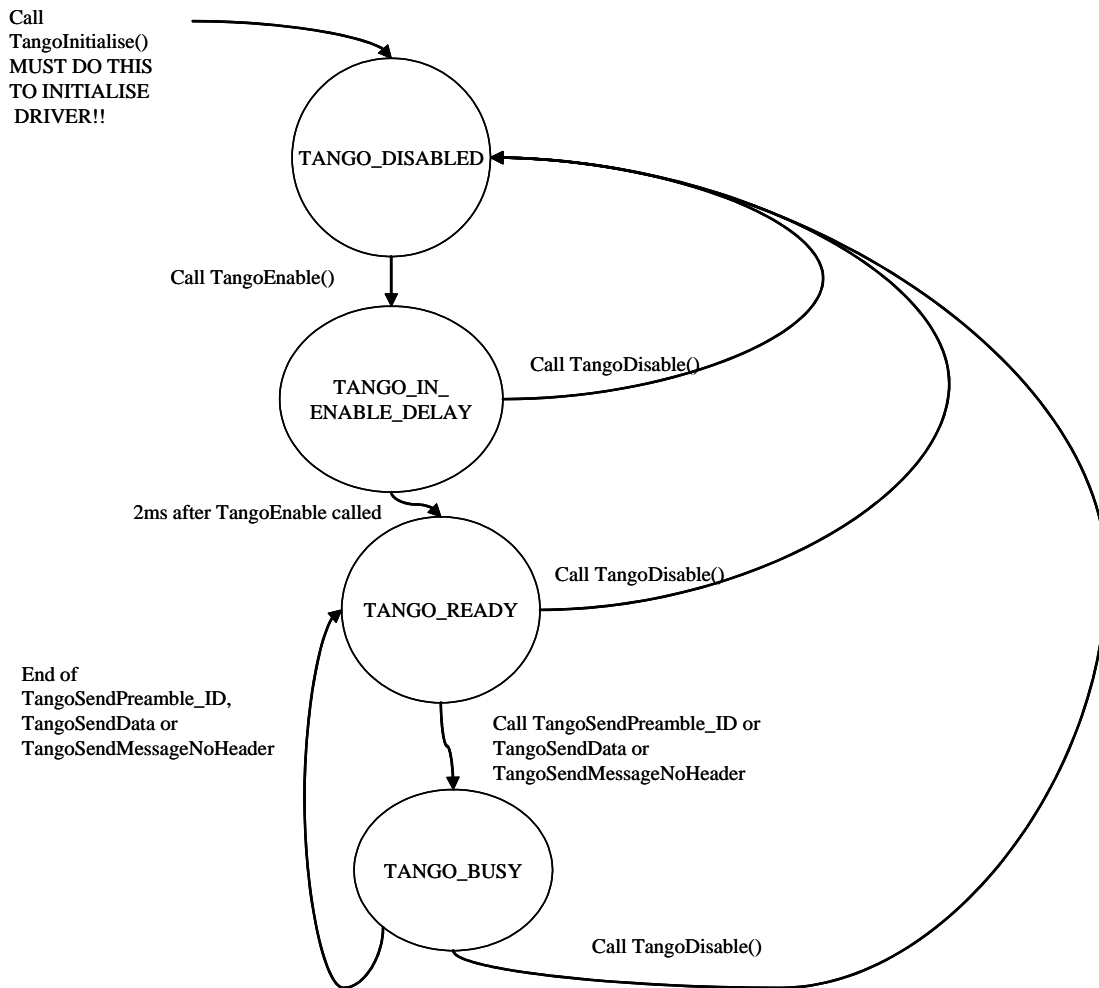 Call
TangoInitialise()
MUST DO THIS
TO INITIALISE
DRIVER!!
TANGO_DISABLED
Call TangoEnable()
Call TangoDisable()
TANGO_IN_
ENABLE_DELAY
2ms after TangoEnable called
Call TangoDisable()
TANGO_READY
End of
TangoSendPreamble_ID,
TangoSendData or
TangoSendMessageNoHeader
Call TangoSendPreamble_ID or
TangoSendData or
TangoSendMessageNoHeader
TANGO_BUSY
Call TangoDisable()